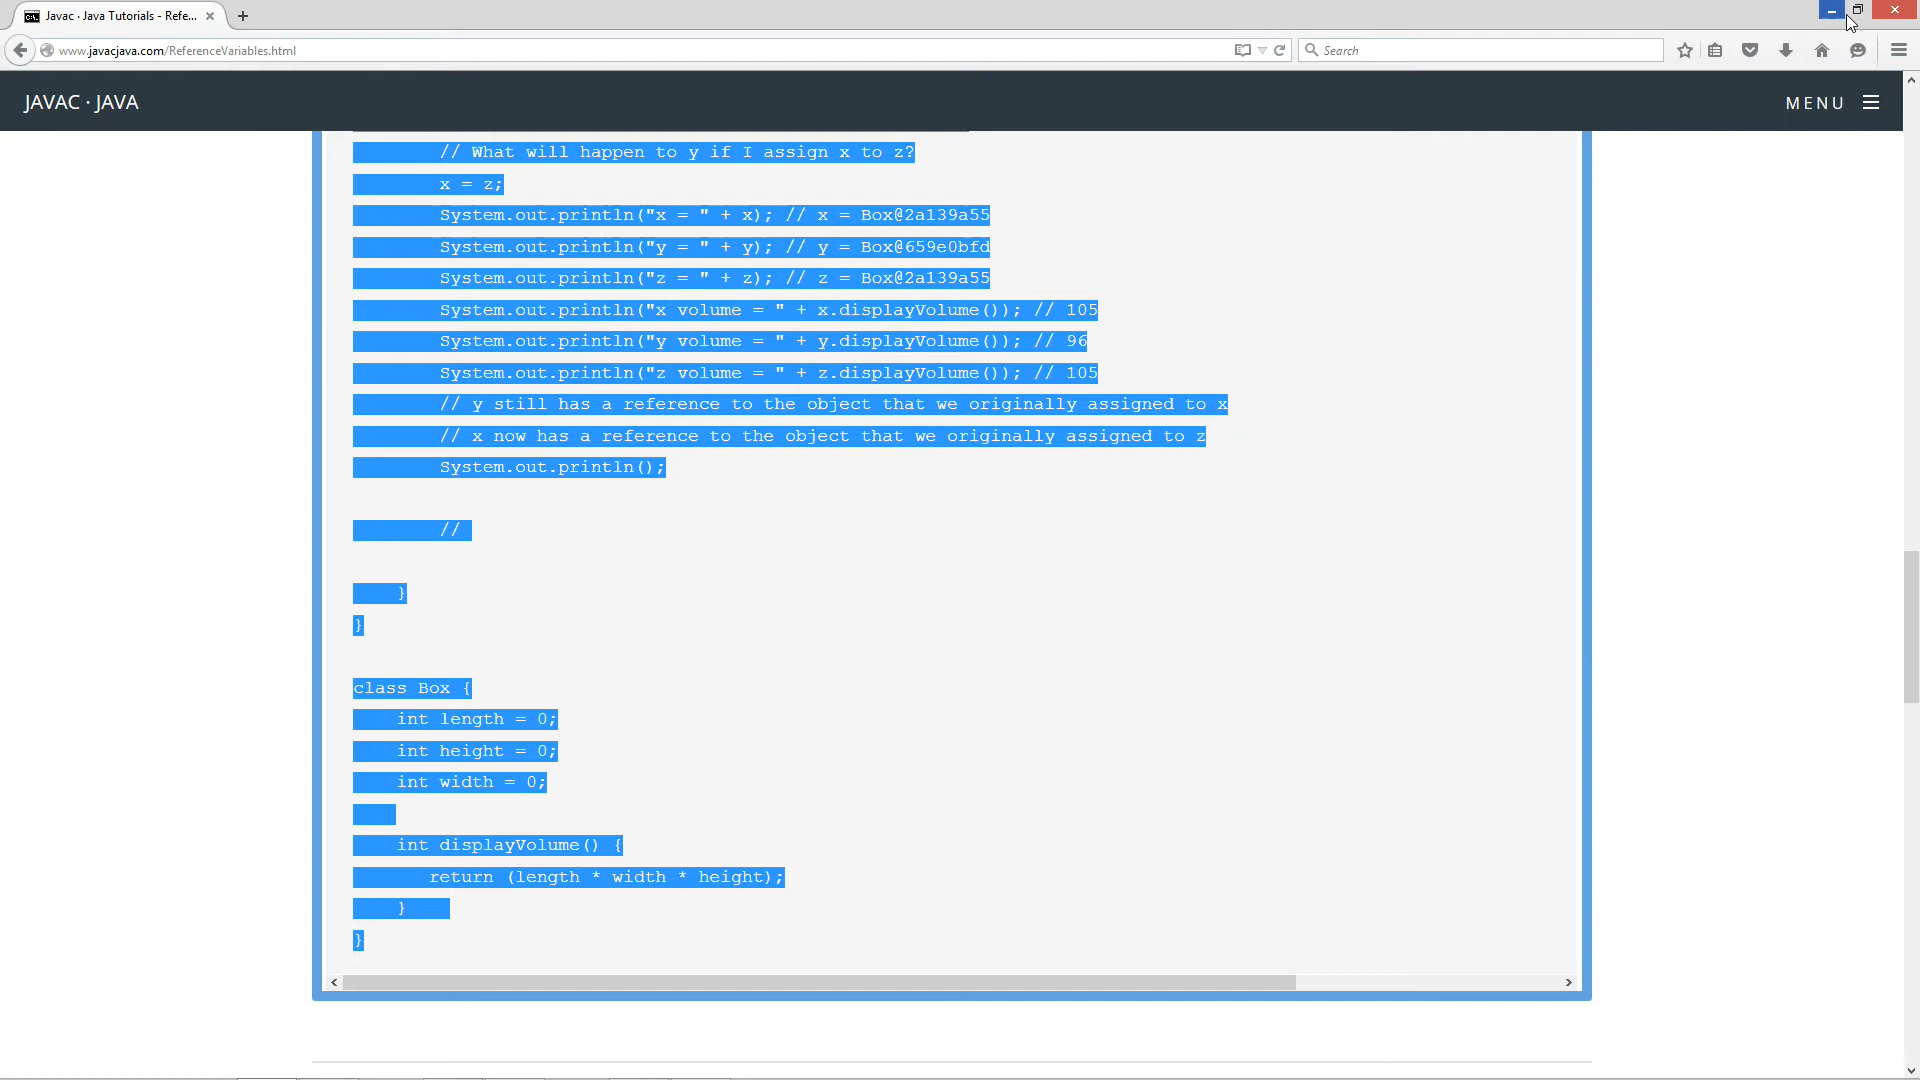 Javac · Java Tutorials - Refe...
www.javacjava.com/ReferenceVariables.html
Search
JAVAC · JAVA
MENU
// What will happen to y if I assign x to z?
x = z;
System.out.println("x = " + x); // x = Box@2a139a55
System.out.println("y = " + y); // y = Box@659e0bfd
System.out.println("z = " + z); // z = Box@2a139a55
System.out.println("x volume = " + x.displayVolume()); // 105
System.out.println("y volume = " + y.displayVolume()); // 96
System.out.println("z volume = " + z.displayVolume()); // 105
// y still has a reference to the object that we originally assigned to x
// x now has a reference to the object that we originally assigned to z
System.out.println();
//
}
}
class Box {
int length = 0;
int height = 0;
int width = 0;
int displayVolume() {
return (length * width * height);
}
}